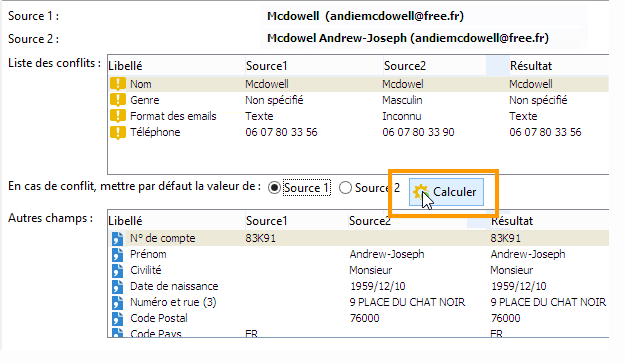 Source 1 : Mcdowell (andiemcdowell@free.fr)
Source 2 : Mcdowel Andrew-Joseph (andiemcdowell@free.fr)
Liste des conflits : Libellé Source1 Source2 Résultat
Nom Mcdowell Mcdowel Mcdowell
Genre Non spécifié Masculin Non spécifié
Format des emails Texte Inconnu Texte
Téléphone 06 07 80 33 56 06 07 80 33 90 06 07 80 33 56
En cas de conflit, mettre par défaut la valeur de : Source 1 Source 2 Calculer
Autres champs : Libellé Source1 Source2 Résultat
N° de compte 83K91 83K91
Prénom Andrew-Joseph Andrew-Joseph
Civilité Monsieur Monsieur
Date de naissance 1959/12/10 1959/12/10
Numéro et rue (3) 9 PLACE DU CHAT NOIR 9 PLACE DU CHAT NOIR
Code Postal 76000 76000
Code Pays FR FR